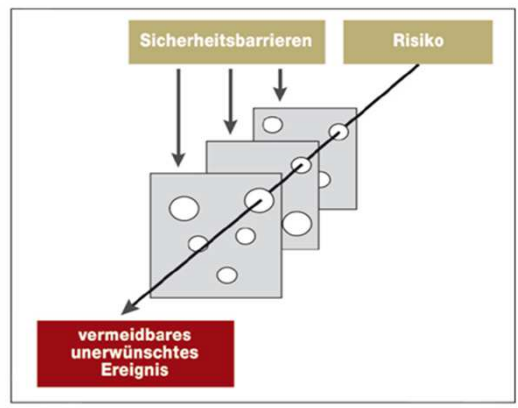 Sicherheitsbarrieren
Risiko
vermeidbares
unerwünschtes
Ereignis